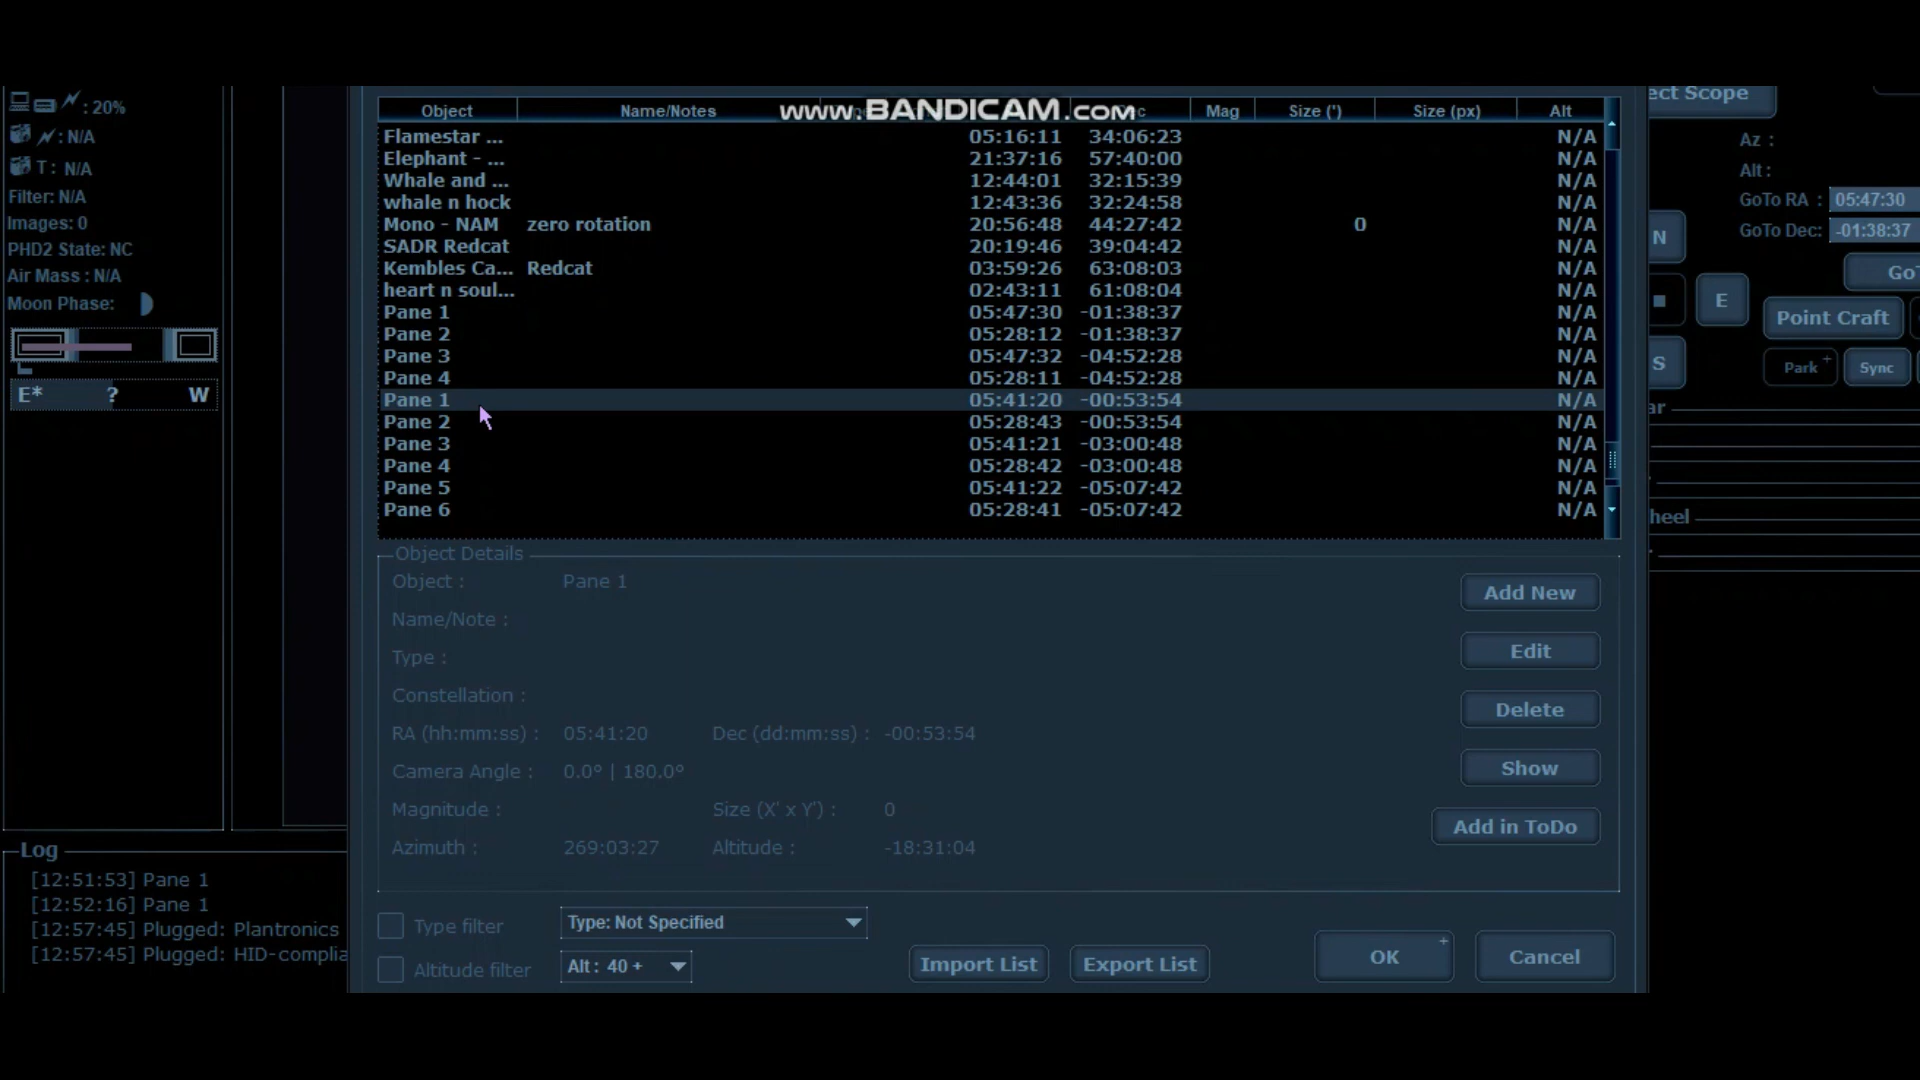 : 20%
: N/A
T : N/A
Filter: N/A
Images: 0
PHD2 State: NC
Air Mass : N/A
Moon Phase:
E* ? W
Log
[12:51:53] Pane 1
[12:52:16] Pane 1
[12:57:45] Plugged: Plantronics
[12:57:45] Plugged: HID-complia
www.BANDICAM.com
Object Name/Notes Mag Size (') Size (px) Alt
Flamestar ... 05:16:11 34:06:23 N/A
Elephant - ... 21:37:16 57:40:00 N/A
Whale and ... 12:44:01 32:15:39 N/A
whale n hock 12:43:36 32:24:58 N/A
Mono - NAM zero rotation 20:56:48 44:27:42 0 N/A
SADR Redcat 20:19:46 39:04:42 N/A
Kembles Ca... Redcat 03:59:26 63:08:03 N/A
heart n soul... 02:43:11 61:08:04 N/A
Pane 1 05:47:30 -01:38:37 N/A
Pane 2 05:28:12 -01:38:37 N/A
Pane 3 05:47:32 -04:52:28 N/A
Pane 4 05:28:11 -04:52:28 N/A
Pane 1 05:41:20 -00:53:54 N/A
Pane 2 05:28:43 -00:53:54 N/A
Pane 3 05:41:21 -03:00:48 N/A
Pane 4 05:28:42 -03:00:48 N/A
Pane 5 05:41:22 -05:07:42 N/A
Pane 6 05:28:41 -05:07:42 N/A
Object Details
Object : Pane 1
Name/Note :
Type :
Constellation :
RA (hh:mm:ss) : 05:41:20 Dec (dd:mm:ss) : -00:53:54
Camera Angle : 0.0° | 180.0°
Magnitude : Size (X' x Y') : 0
Azimuth : 269:03:27 Altitude : -18:31:04
Add New
Edit
Delete
Show
Add in ToDo
Type filter Type: Not Specified
Altitude filter Alt : 40 +
Import List Export List OK + Cancel
ect Scope
Az :
Alt :
GoTo RA : 05:47:30
GoTo Dec: -01:38:37
N
Go
E
Point Craft
S
Park + Sync
ar
heel